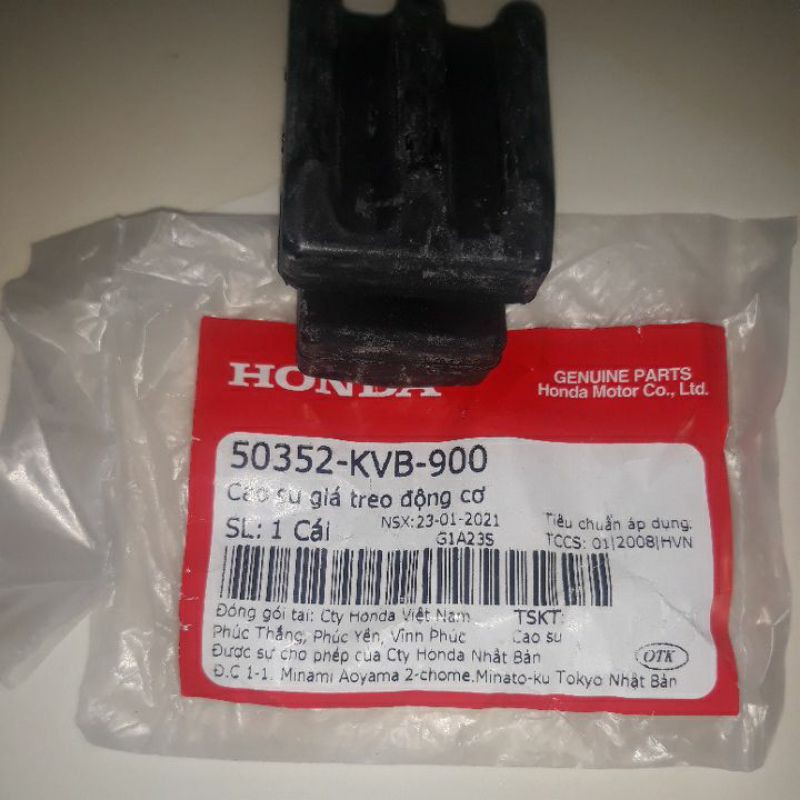 HONDA
GENUINE PARTS
Honda Motor Co., Ltd.
50352-KVB-900
Cao su giá treo động cơ
SL: 1 Cái
NSX:23-01-2021
G1A23S
Tiêu chuẩn áp dụng:
TCCS: 01|2008|HVN
Đóng gói tại: Cty Honda Việt Nam
TSKT:
Phúc Thắng, Phúc Yên, Vĩnh Phúc
Cao su
Được sự cho phép của Cty Honda Nhật Bản
OTK
Đ.C 1-1, Minami Aoyama 2-chome.Minato-ku Tokyo Nhật Bản